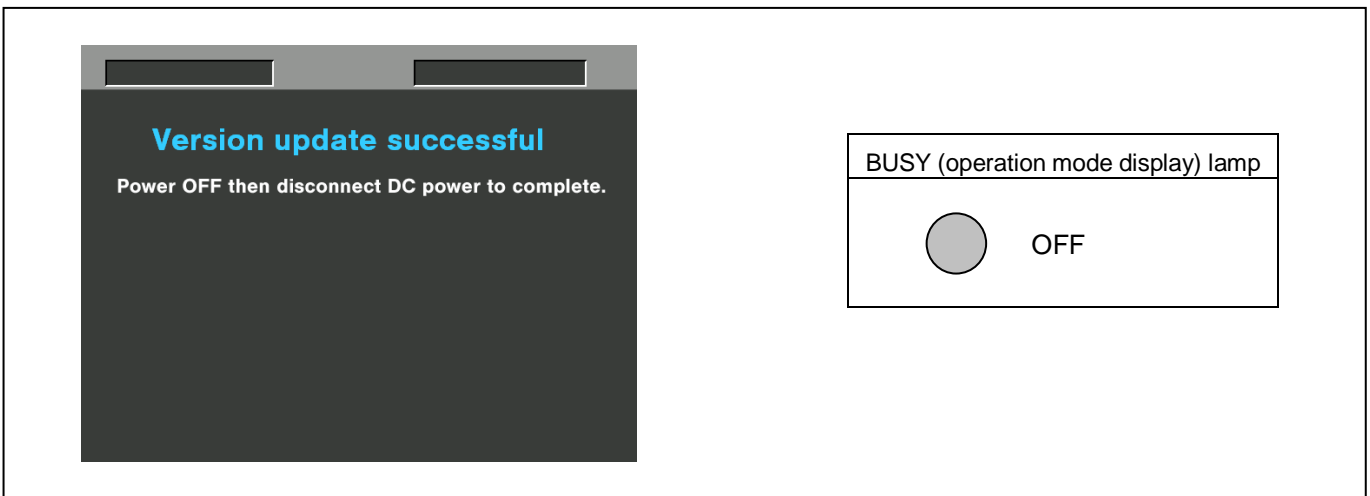 Version update successful
Power OFF then disconnect DC power to complete.
BUSY (operation mode display) lamp
OFF